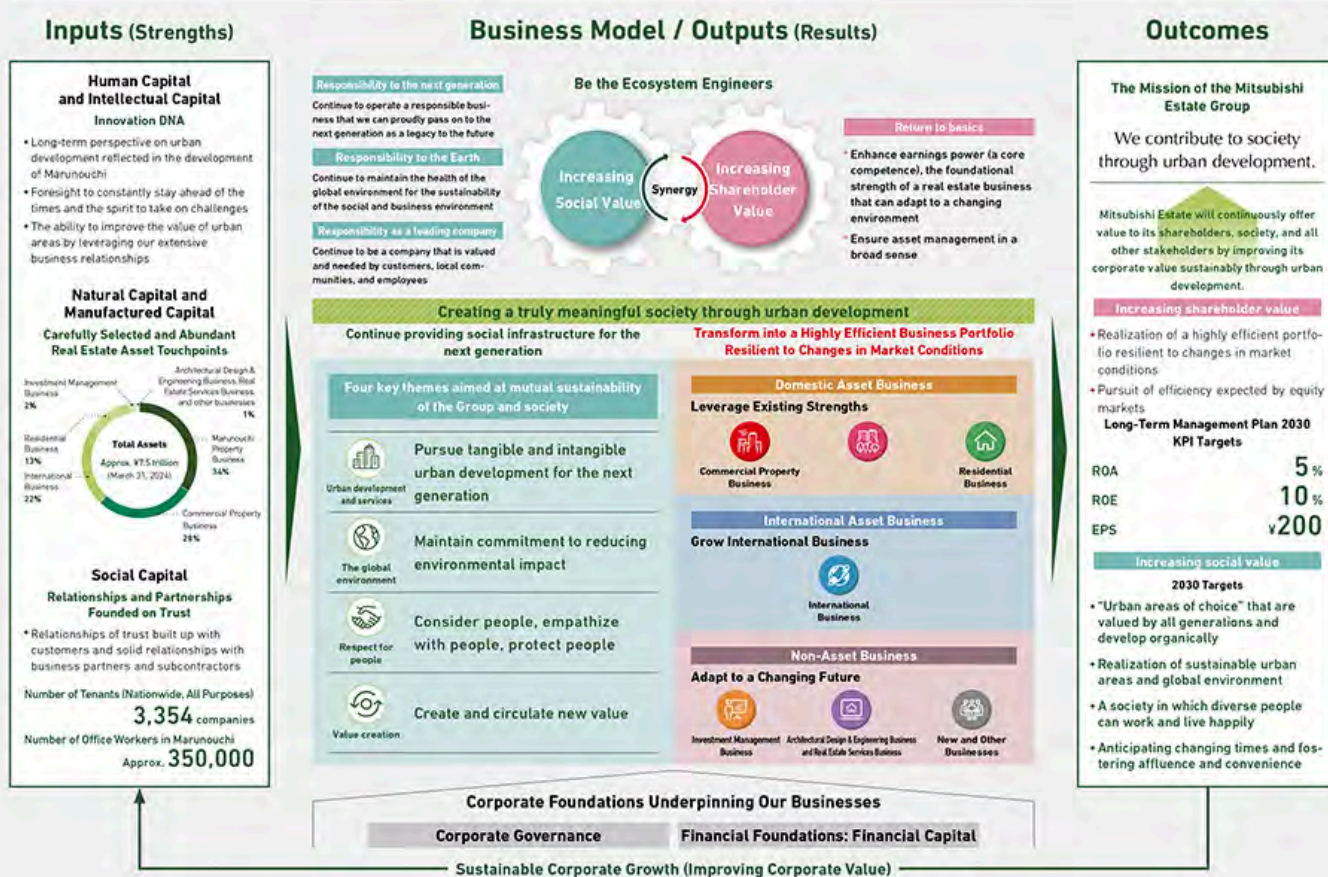 Inputs (Strengths)
Human Capital
and Intellectual Capital
Innovation DNA
• Long-term perspective on urban
development reflected in the development
of Marunouchi
• Foresight to constantly stay ahead of the
times and the spirit to take on challenges
• The ability to improve the value of urban
areas by leveraging our extensive
business relationships
Natural Capital and
Manufactured Capital
Carefully Selected and Abundant
Real Estate Asset Touchpoints
Investment Management
Business
2%
Architectural Design &
Engineering Business, Real
Estate Services Business,
and other businesses
1%
Residential
Business
13%
International
Business
22%
Total Assets
Approx. ¥7.5 trillion
(March 31, 2024)
Marunouchi
Property
Business
34%
Commercial Property
Business
28%
Social Capital
Relationships and Partnerships
Founded on Trust
• Relationships of trust built up with
customers and solid relationships with
business partners and subcontractors
Number of Tenants (Nationwide, All Purposes)
3,354 companies
Number of Office Workers in Marunouchi
Approx. 350,000
Business Model / Outputs (Results)
Responsibility to the next generation
Continue to operate a responsible busi-
ness that we can proudly pass on to the
next generation as a legacy to the future
Responsibility to the Earth
Continue to maintain the health of the
global environment for the sustainability
of the social and business environment
Responsibility as a leading company
Continue to be a company that is valued
and needed by customers, local com-
munities, and employees
Be the Ecosystem Engineers
Increasing
Social Value
Synergy
Increasing
Shareholder
Value
Return to basics
• Enhance earnings power (a core
competence), the foundational
strength of a real estate business
that can adapt to a changing
environment
• Ensure asset management in a
broad sense
Creating a truly meaningful society through urban development
Continue providing social infrastructure for the
next generation
Four key themes aimed at mutual sustainability
of the Group and society
Urban development
and services
Pursue tangible and intangible
urban development for the next
generation
The global
environment
Maintain commitment to reducing
environmental impact
Respect for
people
Consider people, empathize
with people, protect people
Value creation
Create and circulate new value
Transform into a Highly Efficient Business Portfolio
Resilient to Changes in Market Conditions
Domestic Asset Business
Leverage Existing Strengths
Commercial Property
Business
Residential
Business
International Asset Business
Grow International Business
International
Business
Non-Asset Business
Adapt to a Changing Future
Investment Management
Business
Architectural Design & Engineering Business
and Real Estate Services Business
New and Other
Businesses
Corporate Foundations Underpinning Our Businesses
Corporate Governance
Financial Foundations: Financial Capital
Sustainable Corporate Growth (Improving Corporate Value)
Outcomes
The Mission of the Mitsubishi
Estate Group
We contribute to society
through urban development.
Mitsubishi Estate will continuously offer
value to its shareholders, society, and all
other stakeholders by improving its
corporate value sustainably through urban
development.
Increasing shareholder value
• Realization of a highly efficient portfo-
lio resilient to changes in market
conditions
• Pursuit of efficiency expected by equity
markets
Long-Term Management Plan 2030
KPI Targets
ROA 5 %
ROE 10 %
EPS ¥200
Increasing social value
2030 Targets
• "Urban areas of choice" that are
valued by all generations and
develop organically
• Realization of sustainable urban
areas and global environment
• A society in which diverse people
can work and live happily
• Anticipating changing times and fos-
tering affluence and convenience